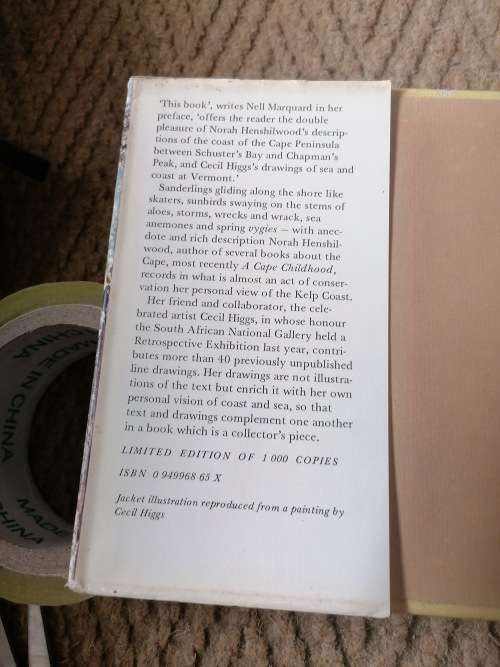 'This book', writes Nell Marquard in her
preface, 'offers the reader the double
pleasure of Norah Henshilwood's descrip-
tions of the coast of the Cape Peninsula
between Schuster's Bay and Chapman's
Peak, and Cecil Higgs's drawings of sea and
coast at Vermont.'
Sanderlings gliding along the shore like
skaters, sunbirds swaying on the stems of
aloes, storms, wrecks and wrack, sea
anemones and spring vygies – with anec-
dote and rich description Norah Henshil-
wood, author of several books about the
Cape, most recently A Cape Childhood,
records in what is almost an act of conser-
vation her personal view of the Kelp Coast.
Her friend and collaborator, the cele-
brated artist Cecil Higgs, in whose honour
the South African National Gallery held a
Retrospective Exhibition last year, contri-
butes more than 40 previously unpublished
line drawings. Her drawings are not illustra-
tions of the text but enrich it with her own
personal vision of coast and sea, so that
text and drawings complement one another
in a book which is a collector's piece.
LIMITED EDITION OF 1 000 COPIES
ISBN 0 949968 65 X
Jacket illustration reproduced from a painting by
Cecil Higgs
MADE IN CHINA
MADE
CHINA